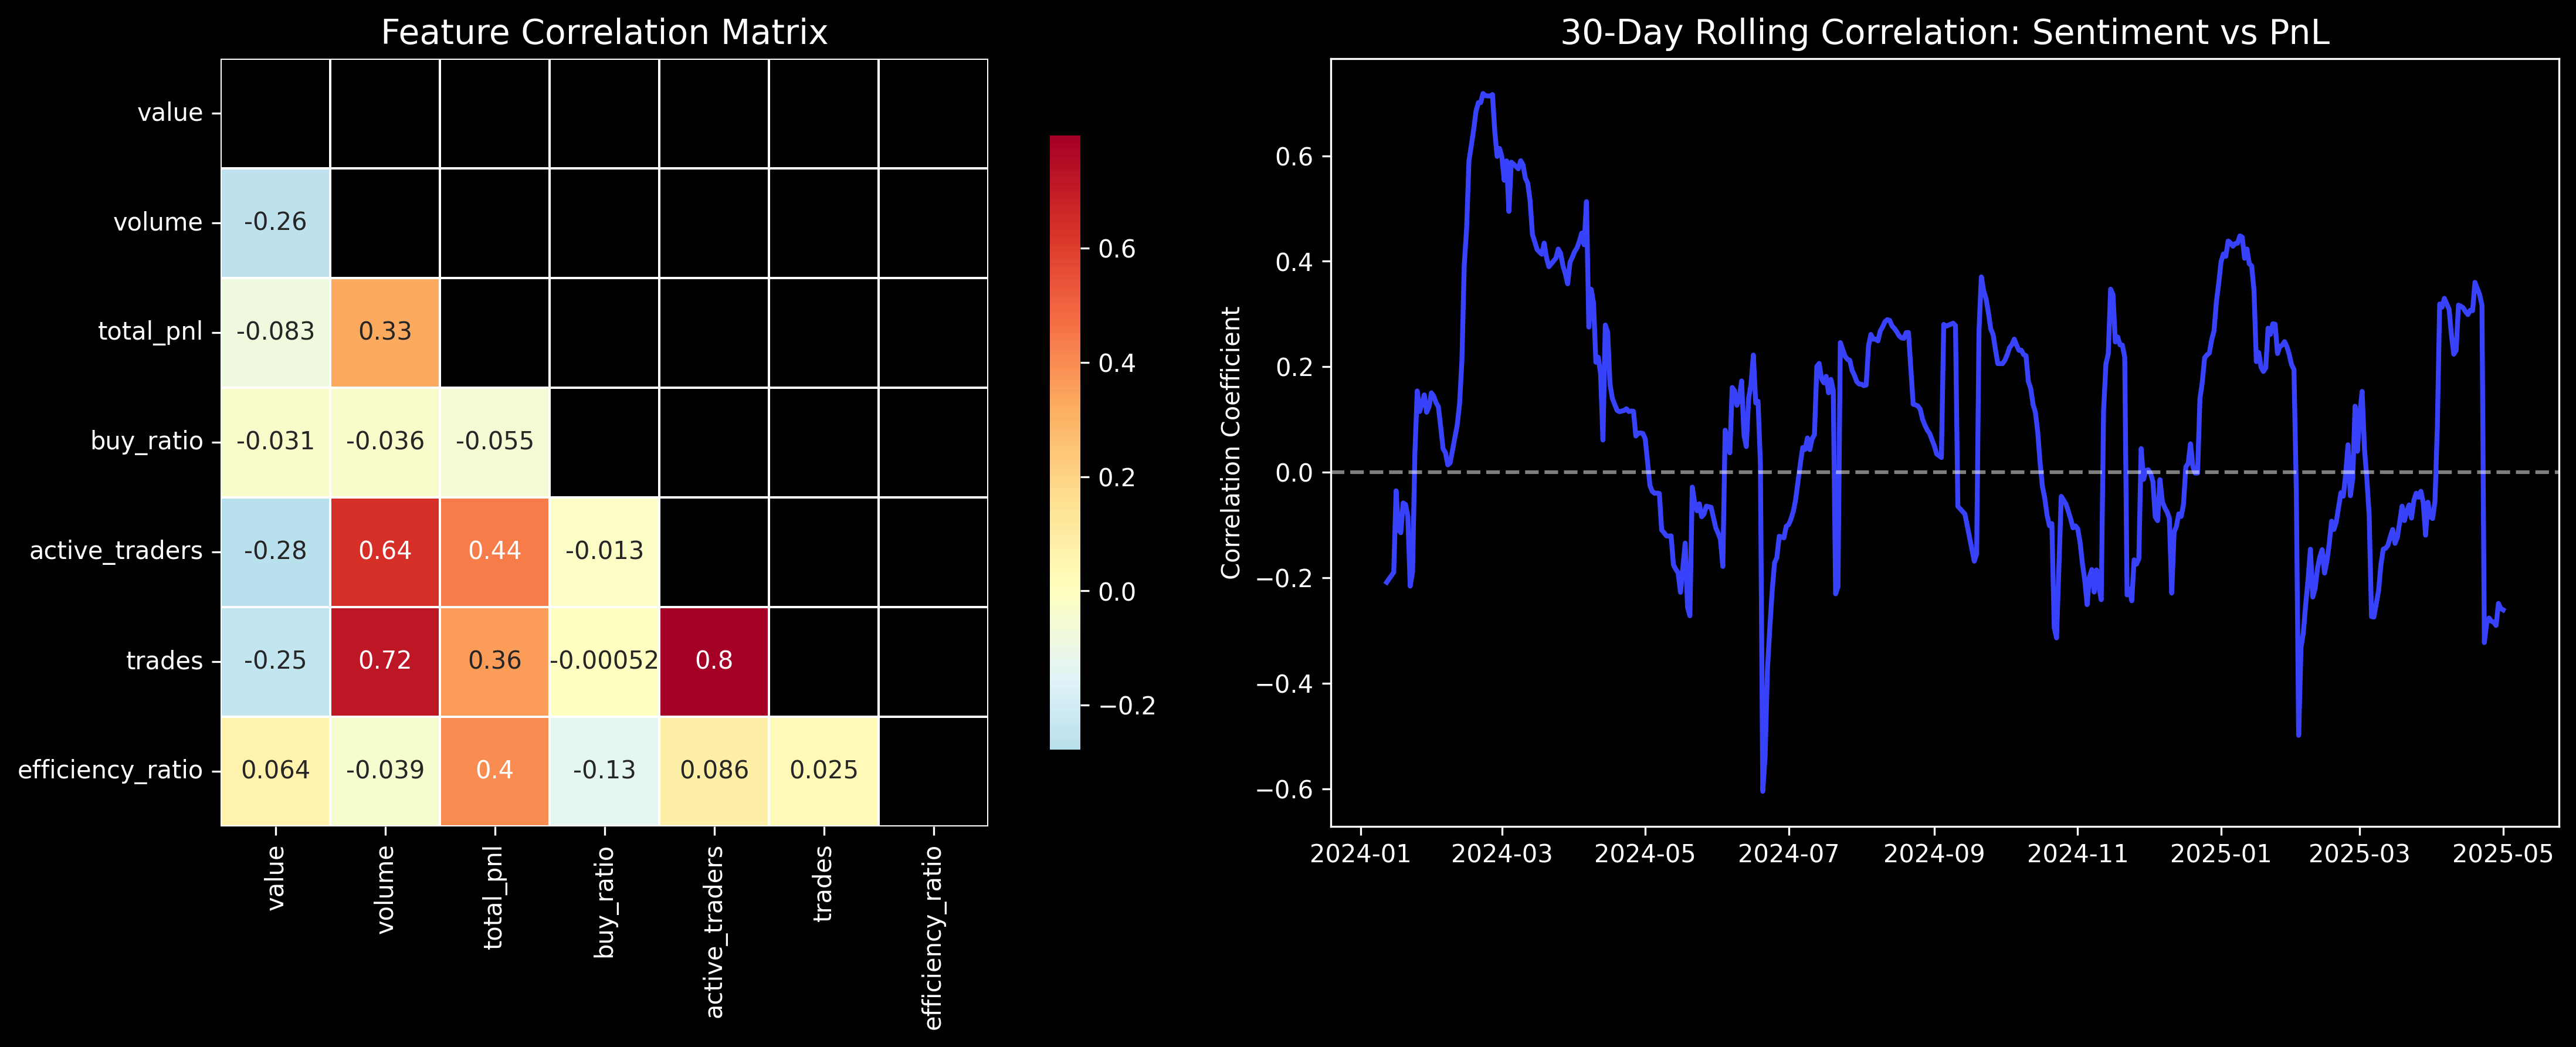 Feature Correlation Matrix
value
volume
total_pnl
buy_ratio
active_traders
trades
efficiency_ratio
-0.26
-0.083 0.33
-0.031 -0.036 -0.055
-0.28 0.64 0.44 -0.013
-0.25 0.72 0.36 -0.00052 0.8
0.064 -0.039 0.4 -0.13 0.086 0.025
value
volume
total_pnl
buy_ratio
active_traders
trades
efficiency_ratio
0.6
0.4
0.2
0.0
−0.2
30-Day Rolling Correlation: Sentiment vs PnL
Correlation Coefficient
0.6
0.4
0.2
0.0
−0.2
−0.4
−0.6
2024-01 2024-03 2024-05 2024-07 2024-09 2024-11 2025-01 2025-03 2025-05